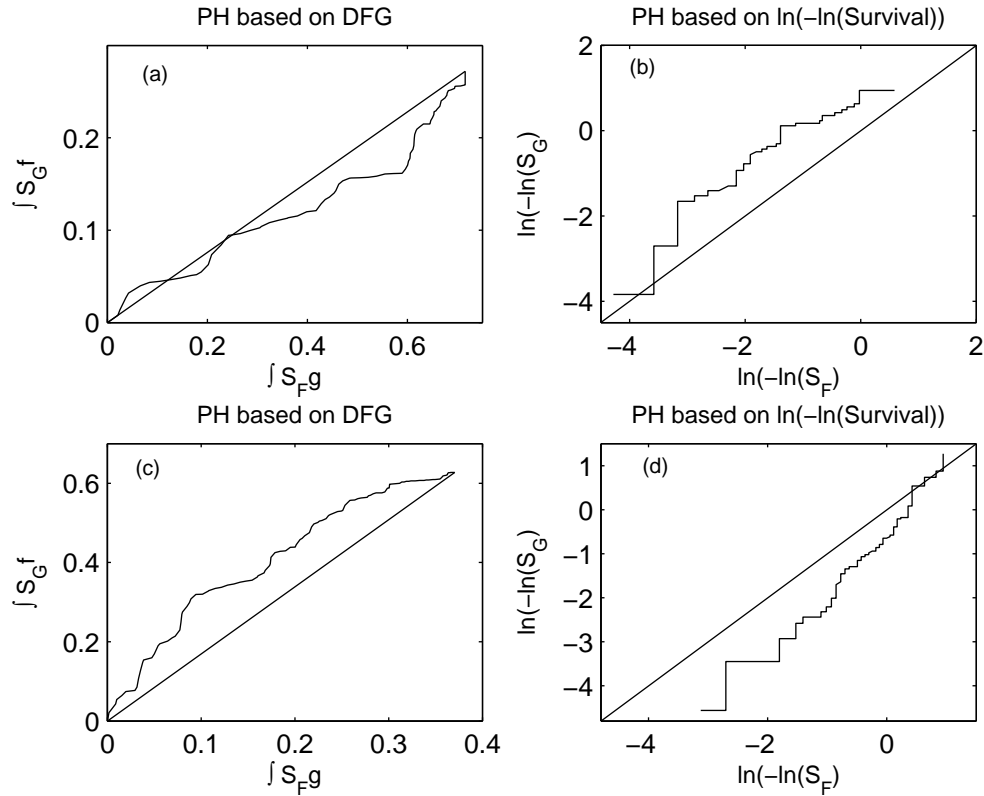 PH based on DFG
(a)
0.2
0.1
0
0 0.2 0.4 0.6
∫ S_G f
∫ S_F g
PH based on ln(−ln(Survival))
(b)
2
0
−2
−4
−4 −2 0 2
ln(−ln(S_G)
ln(−ln(S_F)
PH based on DFG
(c)
0.6
0.4
0.2
0
0 0.1 0.2 0.3 0.4
∫ S_G f
∫ S_F g
PH based on ln(−ln(Survival))
(d)
1
0
−1
−2
−3
−4
−4 −2 0
ln(−ln(S_G)
ln(−ln(S_F)